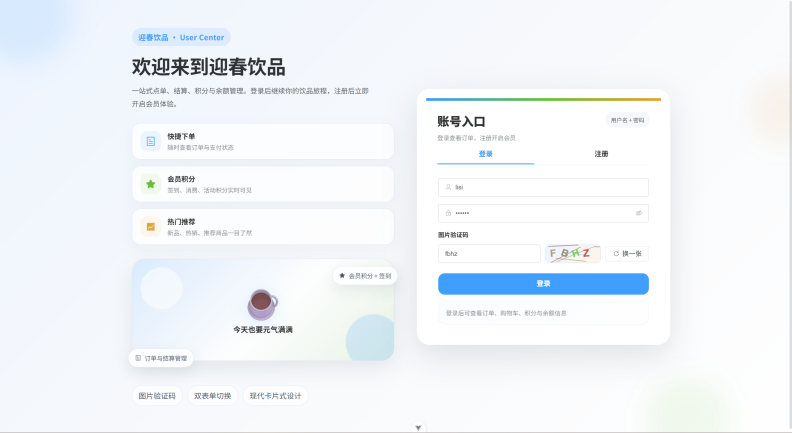 迎春饮品 · User Center
欢迎来到迎春饮品
一站式点单、结算、积分与余额管理。登录后继续你的饮品旅程，注册后立即
开启会员体验。
快捷下单
随时查看订单与支付状态
会员积分
签到、消费、活动积分实时可见
热门推荐
新品、热销、推荐商品一目了然
会员积分 + 签到
今天也要元气满满
订单与结算管理
图片验证码
双表单切换
现代卡片式设计
账号入口
用户名 + 密码
登录查看订单，注册开启会员
登录
注册
lisi
••••••
图片验证码
fbhz
F B H Z
换一张
登录
登录后可查看订单、购物车、积分与余额信息